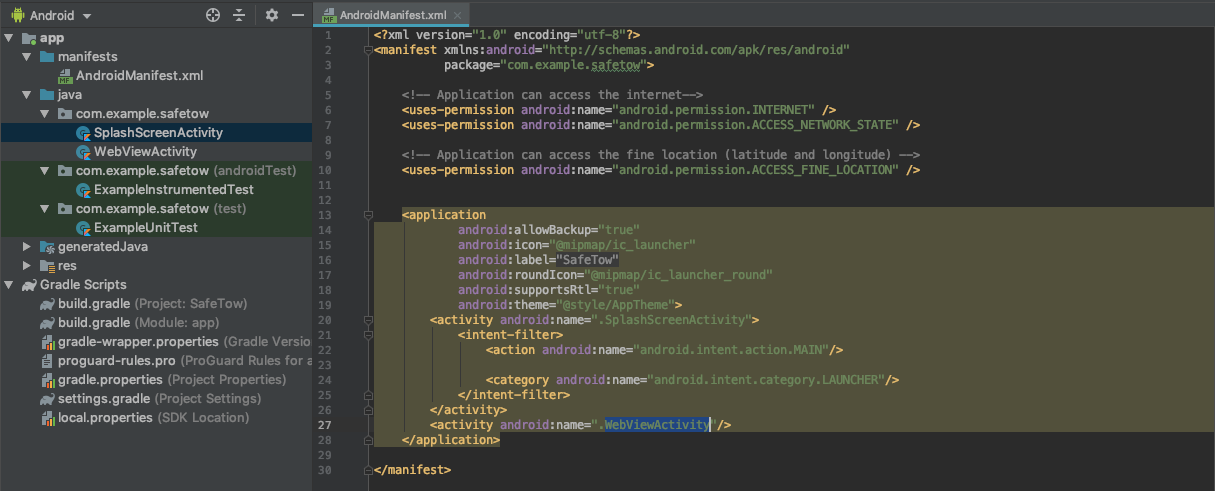 Android
app
manifests
AndroidManifest.xml
java
com.example.safetow
SplashScreenActivity
WebViewActivity
com.example.safetow (androidTest)
ExampleInstrumentedTest
com.example.safetow (test)
ExampleUnitTest
generatedJava
res
Gradle Scripts
build.gradle (Project: SafeTow)
build.gradle (Module: app)
gradle-wrapper.properties (Gradle Versio
proguard-rules.pro (ProGuard Rules for a
gradle.properties (Project Properties)
settings.gradle (Project Settings)
local.properties (SDK Location)
AndroidManifest.xml
1 <?xml version="1.0" encoding="utf-8"?>
2 <manifest xmlns:android="http://schemas.android.com/apk/res/android"
3 package="com.example.safetow">
4
5 <!-- Application can access the internet-->
6 <uses-permission android:name="android.permission.INTERNET" />
7 <uses-permission android:name="android.permission.ACCESS_NETWORK_STATE" />
8
9 <!-- Application can access the fine location (latitude and longitude) -->
10 <uses-permission android:name="android.permission.ACCESS_FINE_LOCATION" />
11
12
13 <application
14 android:allowBackup="true"
15 android:icon="@mipmap/ic_launcher"
16 android:label="SafeTow"
17 android:roundIcon="@mipmap/ic_launcher_round"
18 android:supportsRtl="true"
19 android:theme="@style/AppTheme">
20 <activity android:name=".SplashScreenActivity">
21 <intent-filter>
22 <action android:name="android.intent.action.MAIN"/>
23
24 <category android:name="android.intent.category.LAUNCHER"/>
25 </intent-filter>
26 </activity>
27 <activity android:name=".WebViewActivity"/>
28 </application>
29
30 </manifest>